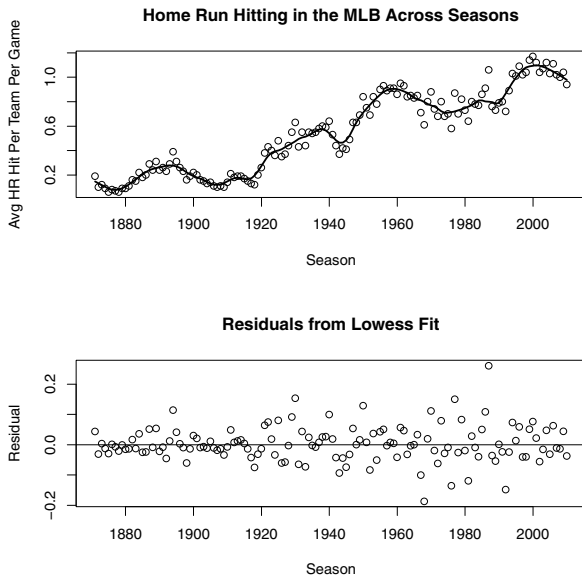 Home Run Hitting in the MLB Across Seasons
Avg HR Hit Per Team Per Game
1.0
0.6
0.2
1880 1900 1920 1940 1960 1980 2000
Season
Residuals from Lowess Fit
Residual
0.2
0.0
−0.2
1880 1900 1920 1940 1960 1980 2000
Season